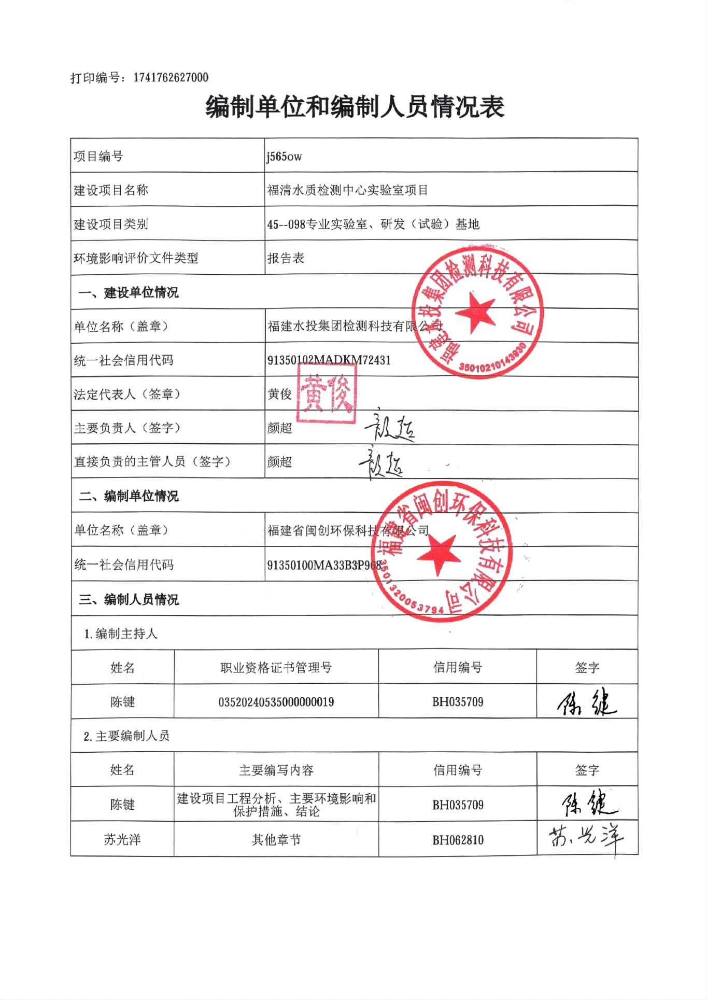 打印编号：1741762627000
编制单位和编制人员情况表
项目编号 j565ow
建设项目名称 福清水质检测中心实验室项目
建设项目类别 45--098专业实验室、研发（试验）基地
环境影响评价文件类型 报告表
一、建设单位情况
单位名称（盖章） 福建水投集团检测科技有限公司
统一社会信用代码 91350102MADKM72431
法定代表人（签章） 黄俊 黄俊
主要负责人（签字） 颜超 颜超
直接负责的主管人员（签字） 颜超 颜超
福建水投集团检测科技有限公司
35010210143930
二、编制单位情况
单位名称（盖章） 福建省闽创环保科技有限公司
统一社会信用代码 91350100MA33B3P968
福建省闽创环保科技有限公司
3501320053794
三、编制人员情况
1.编制主持人
姓名 职业资格证书管理号 信用编号 签字
陈键 03520240535000000019 BH035709 陈键
2.主要编制人员
姓名 主要编写内容 信用编号 签字
陈键 建设项目工程分析、主要环境影响和
保护措施、结论 BH035709 陈键
苏光洋 其他章节 BH062810 苏光洋